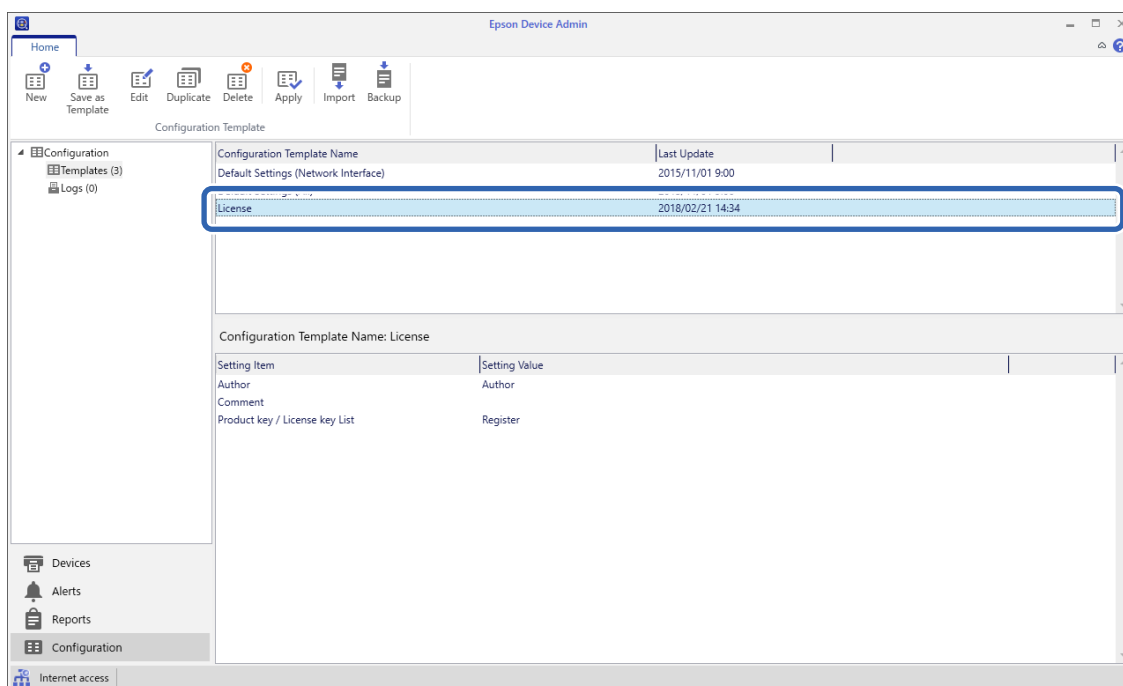 Epson Device Admin
Home
New
Save as
Template
Edit
Duplicate
Delete
Apply
Import
Backup
Configuration Template
Configuration
Templates (3)
Logs (0)
Configuration Template Name
Last Update
Default Settings (Network Interface)
2015/11/01 9:00
License
2018/02/21 14:34
Configuration Template Name: License
Setting Item
Setting Value
Author
Author
Comment
Product key / License key List
Register
Devices
Alerts
Reports
Configuration
Internet access